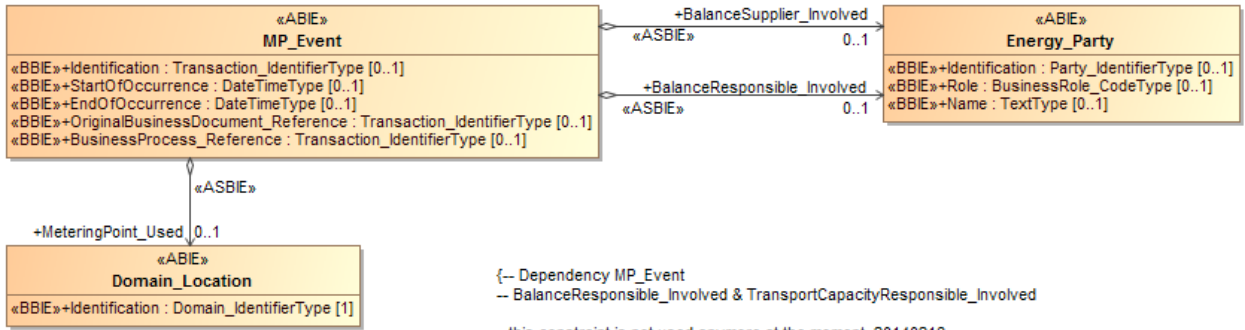 «ABIE»
MP_Event
«BBIE»+Identification : Transaction_IdentifierType [0..1]
«BBIE»+StartOfOccurrence : DateTimeType [0..1]
«BBIE»+EndOfOccurrence : DateTimeType [0..1]
«BBIE»+OriginalBusinessDocument_Reference : Transaction_IdentifierType [0..1]
«BBIE»+BusinessProcess_Reference : Transaction_IdentifierType [0..1]
+BalanceSupplier_Involved
«ASBIE»
0..1
+BalanceResponsible_Involved
«ASBIE»
0..1
«ABIE»
Energy_Party
«BBIE»+Identification : Party_IdentifierType [0..1]
«BBIE»+Role : BusinessRole_CodeType [0..1]
«BBIE»+Name : TextType [0..1]
«ASBIE»
+MeteringPoint_Used 0..1
«ABIE»
Domain_Location
«BBIE»+Identification : Domain_IdentifierType [1]
{-- Dependency MP_Event
-- BalanceResponsible_Involved & TransportCapacityResponsible_Involved